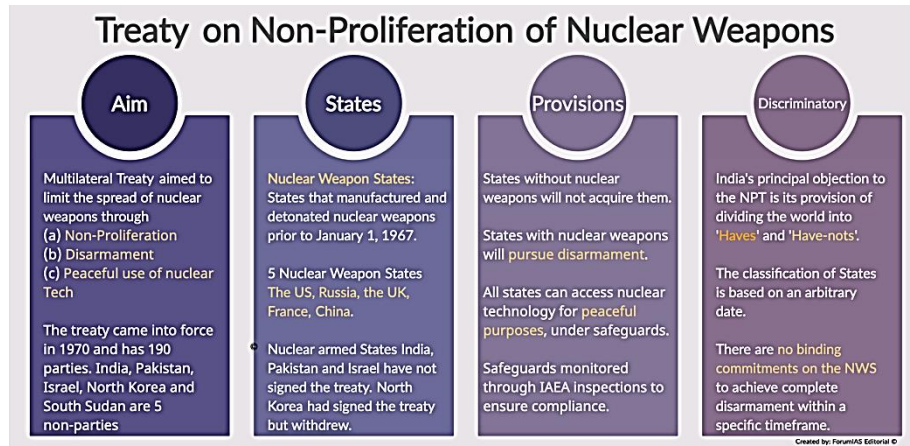 Treaty on Non-Proliferation of Nuclear Weapons
Aim
Multilateral Treaty aimed to
limit the spread of nuclear
weapons through
(a) Non-Proliferation
(b) Disarmament
(c) Peaceful use of nuclear
Tech
The treaty came into force
in 1970 and has 190
parties. India, Pakistan,
Israel, North Korea and
South Sudan are 5
non-parties
States
Nuclear Weapon States:
States that manufactured and
detonated nuclear weapons
prior to January 1, 1967.
5 Nuclear Weapon States
The US, Russia, the UK,
France, China.
Nuclear armed States India,
Pakistan and Israel have not
signed the treaty. North
Korea had signed the treaty
but withdrew.
Provisions
States without nuclear
weapons will not acquire them.
States with nuclear weapons
will pursue disarmament.
All states can access nuclear
technology for peaceful
purposes, under safeguards.
Safeguards monitored
through IAEA inspections to
ensure compliance.
Discriminatory
India's principal objection to
the NPT is its provision of
dividing the world into
'Haves' and 'Have-nots'.
The classification of States
is based on an arbitrary
date.
There are no binding
commitments on the NWS
to achieve complete
disarmament within a
specific timeframe.
Created by: ForumIAS Editorial ©